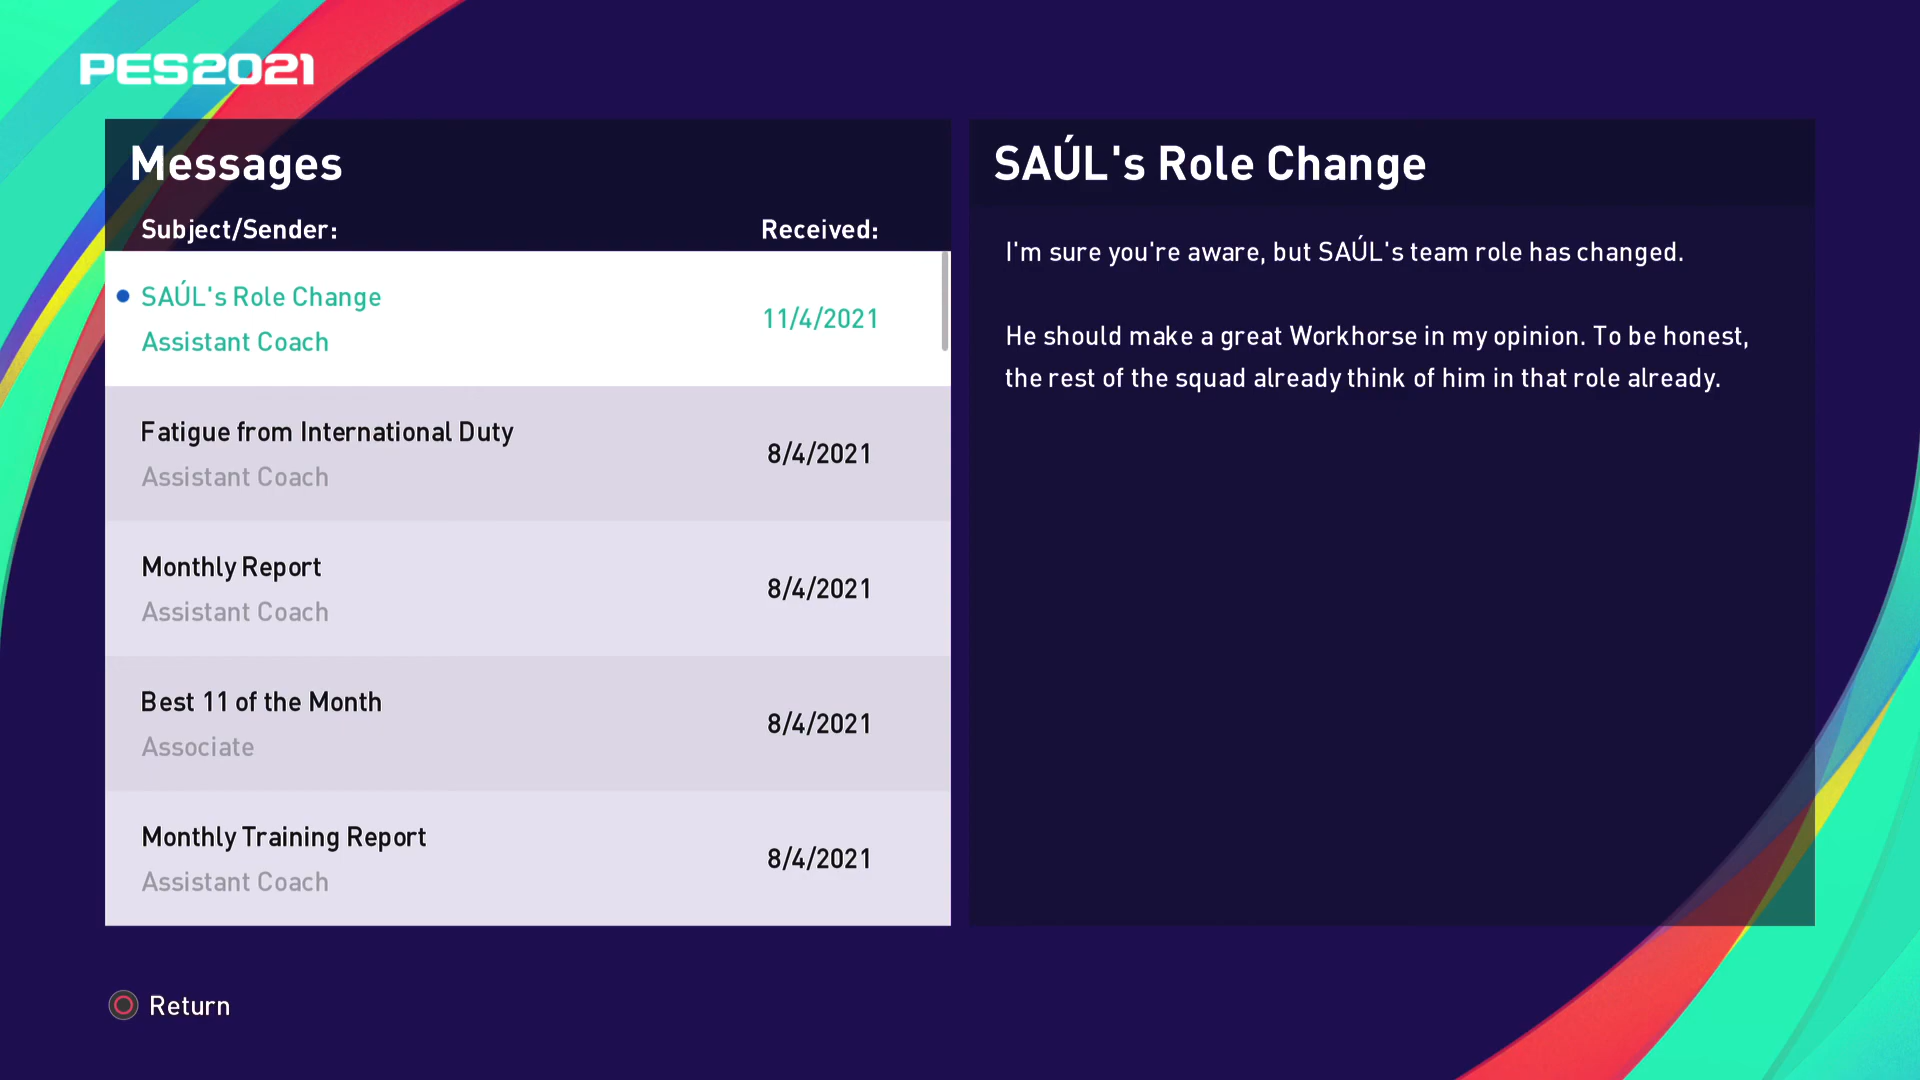 PES2021
Messages
Subject/Sender: Received:
SAÚL's Role Change
Assistant Coach
11/4/2021
Fatigue from International Duty
Assistant Coach
8/4/2021
Monthly Report
Assistant Coach
8/4/2021
Best 11 of the Month
Associate
8/4/2021
Monthly Training Report
Assistant Coach
8/4/2021
SAÚL's Role Change
I'm sure you're aware, but SAÚL's team role has changed.
He should make a great Workhorse in my opinion. To be honest,
the rest of the squad already think of him in that role already.
Return